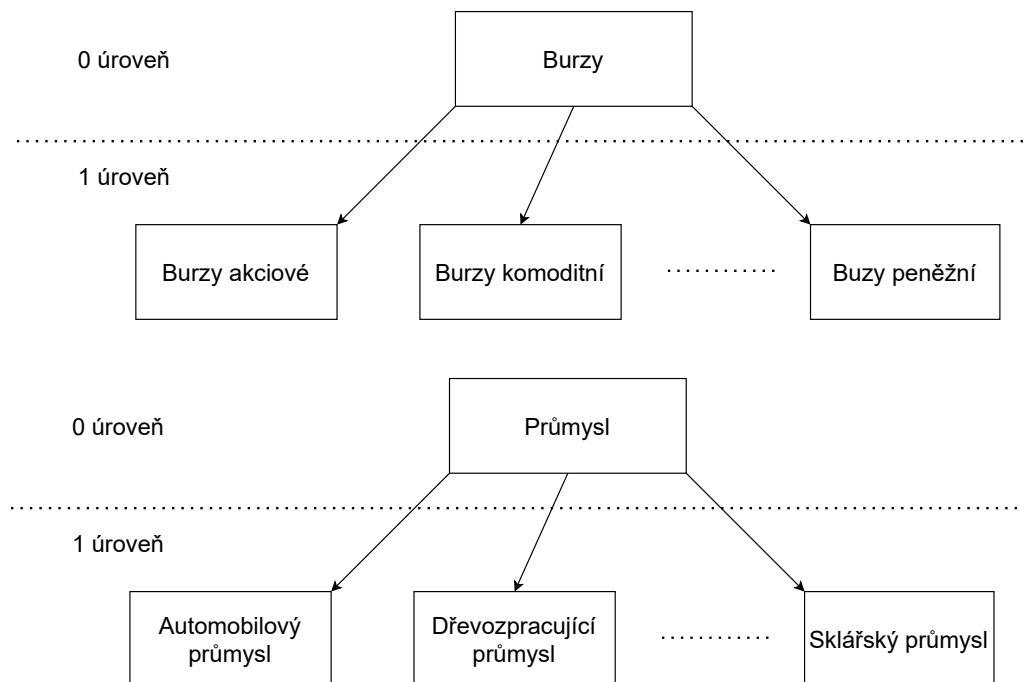 0 úroveň
Burzy
1 úroveň
Burzy akciové
Burzy komoditní
Buzy peněžní
0 úroveň
Průmysl
1 úroveň
Automobilový
průmysl
Dřevozpracující
průmysl
Sklářský průmysl